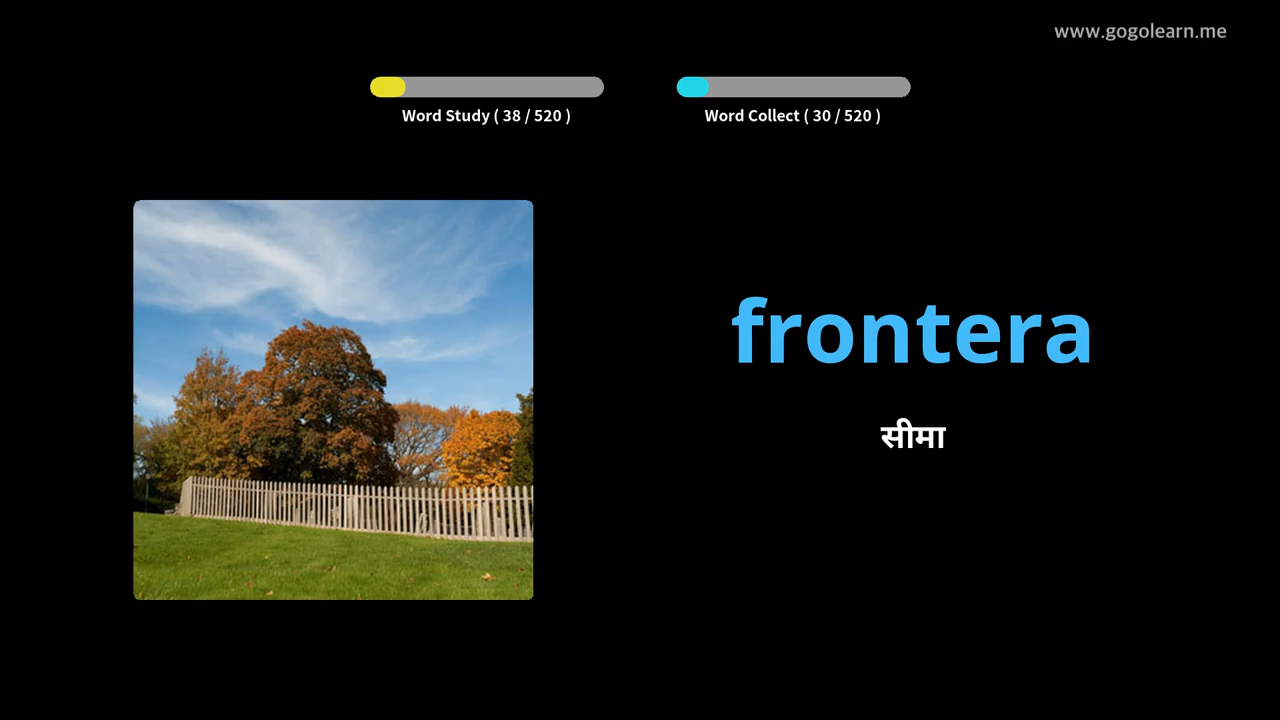 www.gogolearn.me
Word Study ( 38 / 520 )
Word Collect ( 30 / 520 )
frontera
सीमा